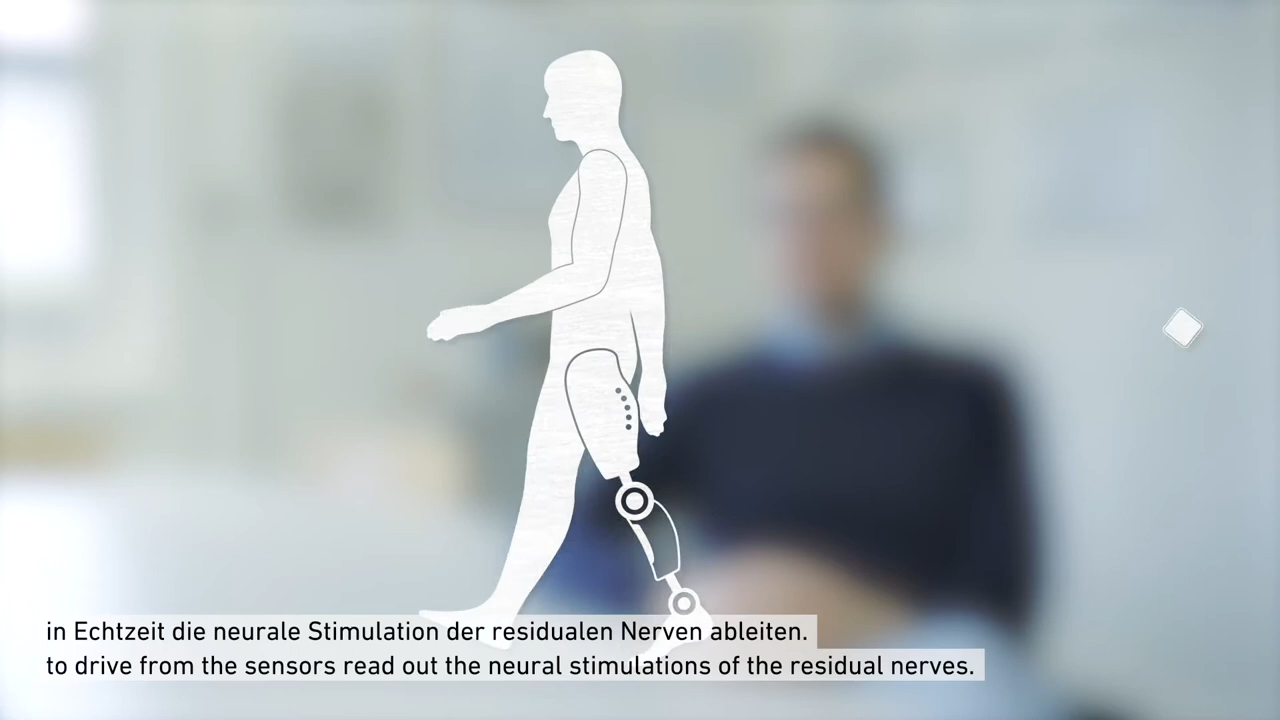 in Echtzeit die neurale Stimulation der residualen Nerven ableiten.
to drive from the sensors read out the neural stimulations of the residual nerves.